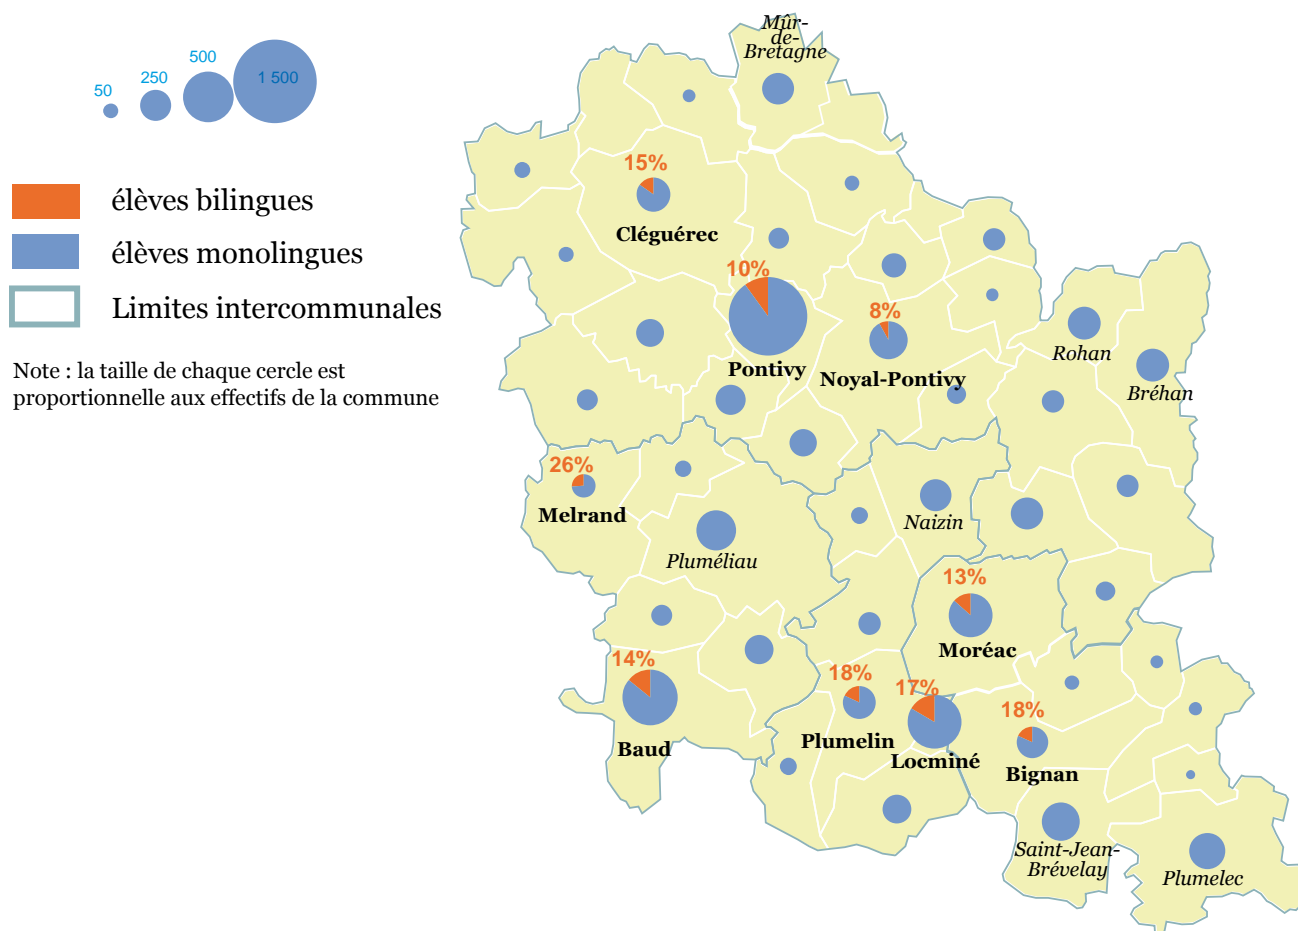 50
250
500
1 500
élèves bilingues
élèves monolingues
Limites intercommunales
Note : la taille de chaque cercle est
proportionnelle aux effectifs de la commune
Mûr-
de-
Bretagne
15%
Cléguérec
10%
Pontivy
8%
Noyal-Pontivy
Rohan
Bréhan
26%
Melrand
Pluméliau
Naizin
13%
Moréac
14%
Baud
18%
Plumelin
17%
Locminé
18%
Bignan
Saint-Jean-
Brévelay
Plumelec